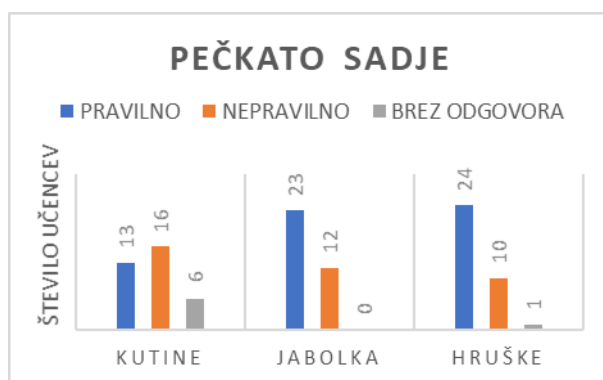 PEČKATO SADJE
PRAVILNO NEPRAVILNO BREZ ODGOVORA
ŠTEVILO UČENCEV
13 16 6 23 12 0 24 10 1
KUTINE JABOLKA HRUŠKE